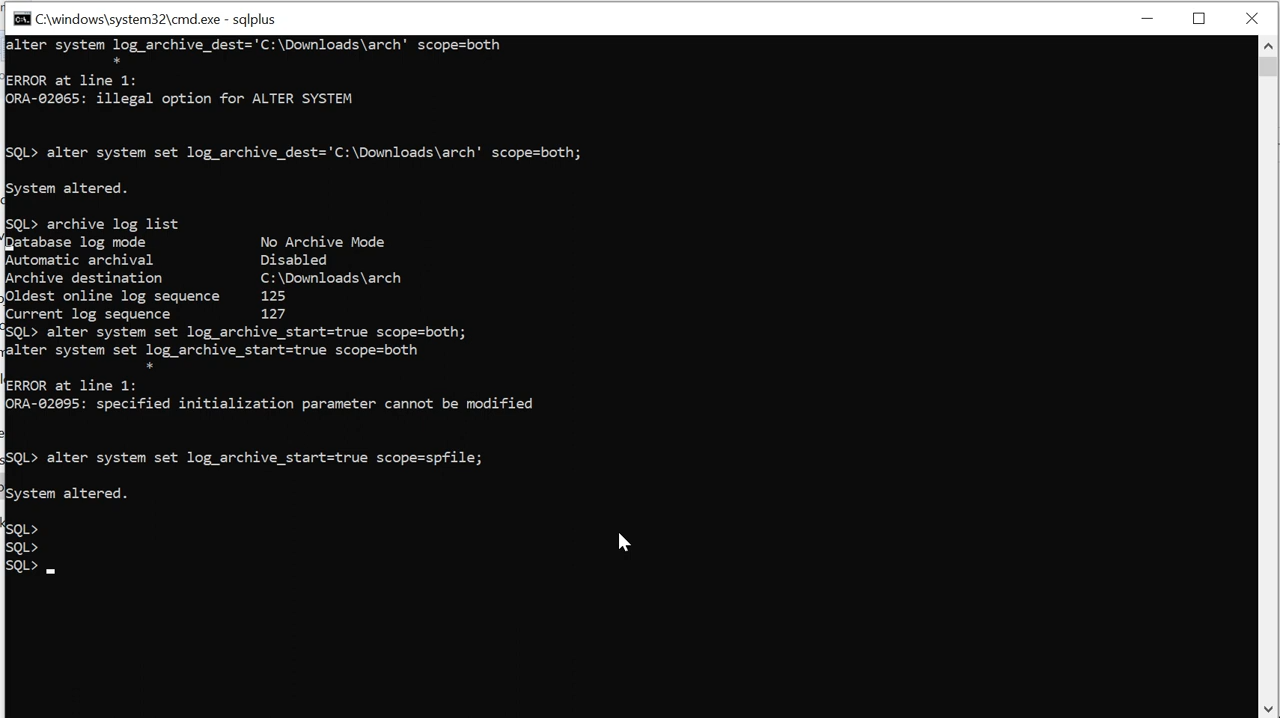 C:\windows\system32\cmd.exe - sqlplus
alter system log_archive_dest='C:\Downloads\arch' scope=both
*
ERROR at line 1:
ORA-02065: illegal option for ALTER SYSTEM
SQL> alter system set log_archive_dest='C:\Downloads\arch' scope=both;
System altered.
SQL> archive log list
Database log mode No Archive Mode
Automatic archival Disabled
Archive destination C:\Downloads\arch
Oldest online log sequence 125
Current log sequence 127
SQL> alter system set log_archive_start=true scope=both;
alter system set log_archive_start=true scope=both
*
ERROR at line 1:
ORA-02095: specified initialization parameter cannot be modified
SQL> alter system set log_archive_start=true scope=spfile;
System altered.
SQL>
SQL>
SQL>